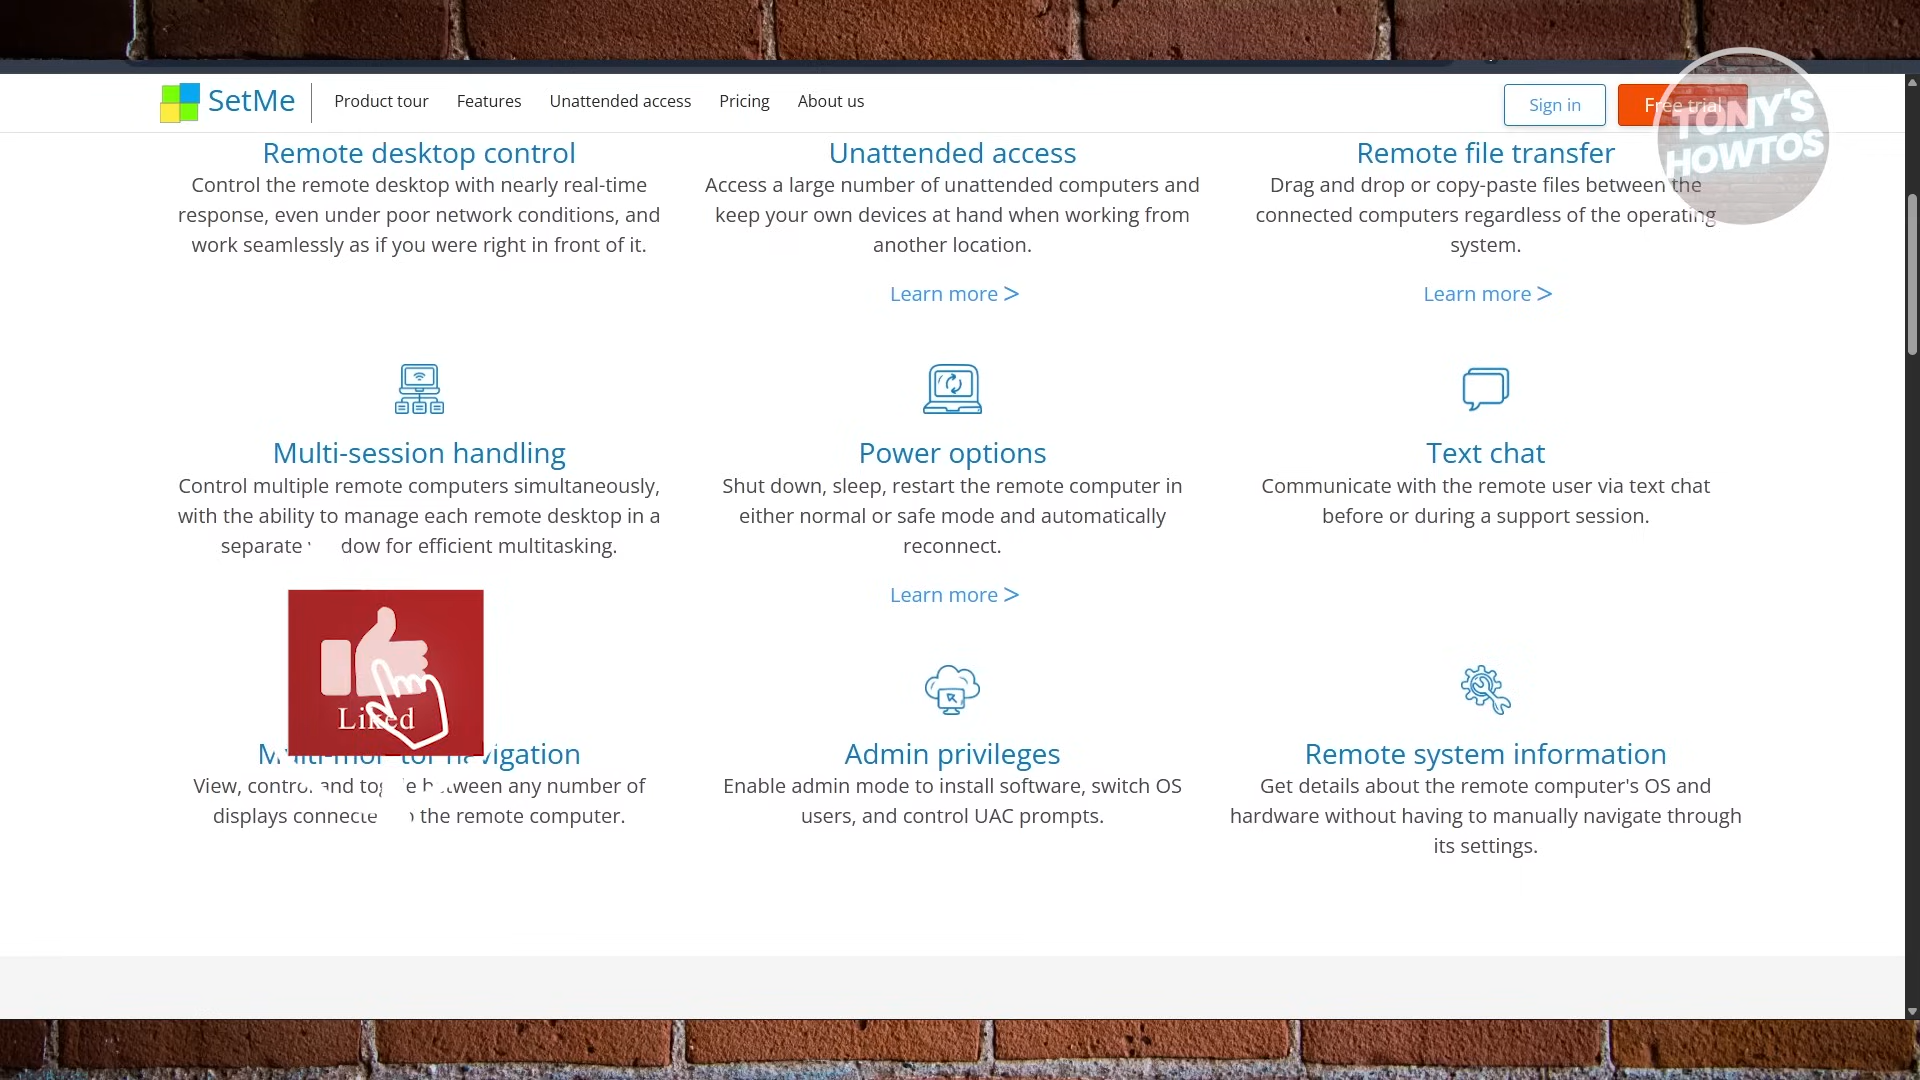 SetMe
Product tour
Features
Unattended access
Pricing
About us
Sign in
Free trial
TONY'S
HOWTOS
Remote desktop control
Control the remote desktop with nearly real-time
response, even under poor network conditions, and
work seamlessly as if you were right in front of it.
Unattended access
Access a large number of unattended computers and
keep your own devices at hand when working from
another location.
Learn more >
Remote file transfer
Drag and drop or copy-paste files between the
connected computers regardless of the operating
system.
Learn more >
Multi-session handling
Control multiple remote computers simultaneously,
with the ability to manage each remote desktop in a
separate for efficient multitasking.
Power options
Shut down, sleep, restart the remote computer in
either normal or safe mode and automatically
reconnect.
Learn more >
Text chat
Communicate with the remote user via text chat
before or during a support session.
Liked
View, control and between any number of
displays the remote computer.
Admin privileges
Enable admin mode to install software, switch OS
users, and control UAC prompts.
Remote system information
Get details about the remote computer's OS and
hardware without having to manually navigate through
its settings.